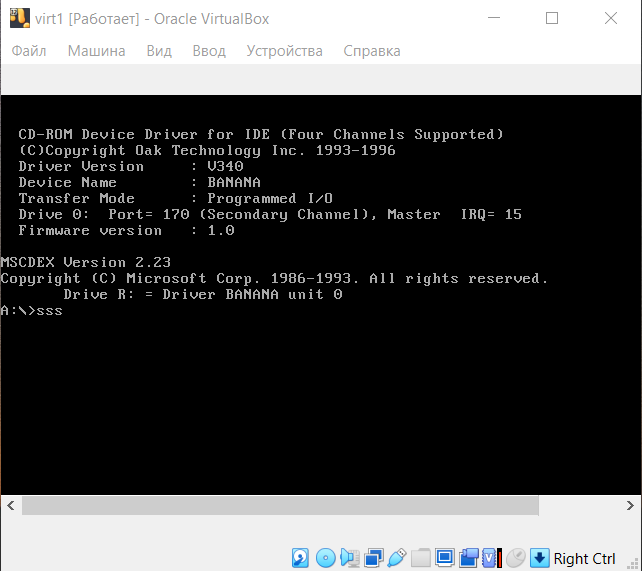 virt1 [Работает] - Oracle VirtualBox
Файл Машина Вид Ввод Устройства Справка
CD-ROM Device Driver for IDE (Four Channels Supported)
(C)Copyright Oak Technology Inc. 1993-1996
Driver Version : V340
Device Name : BANANA
Transfer Mode : Programmed I/O
Drive 0: Port= 170 (Secondary Channel), Master IRQ= 15
Firmware version : 1.0
MSCDEX Version 2.23
Copyright (C) Microsoft Corp. 1986-1993. All rights reserved.
Drive R: = Driver BANANA unit 0
A:\>sss
Right Ctrl